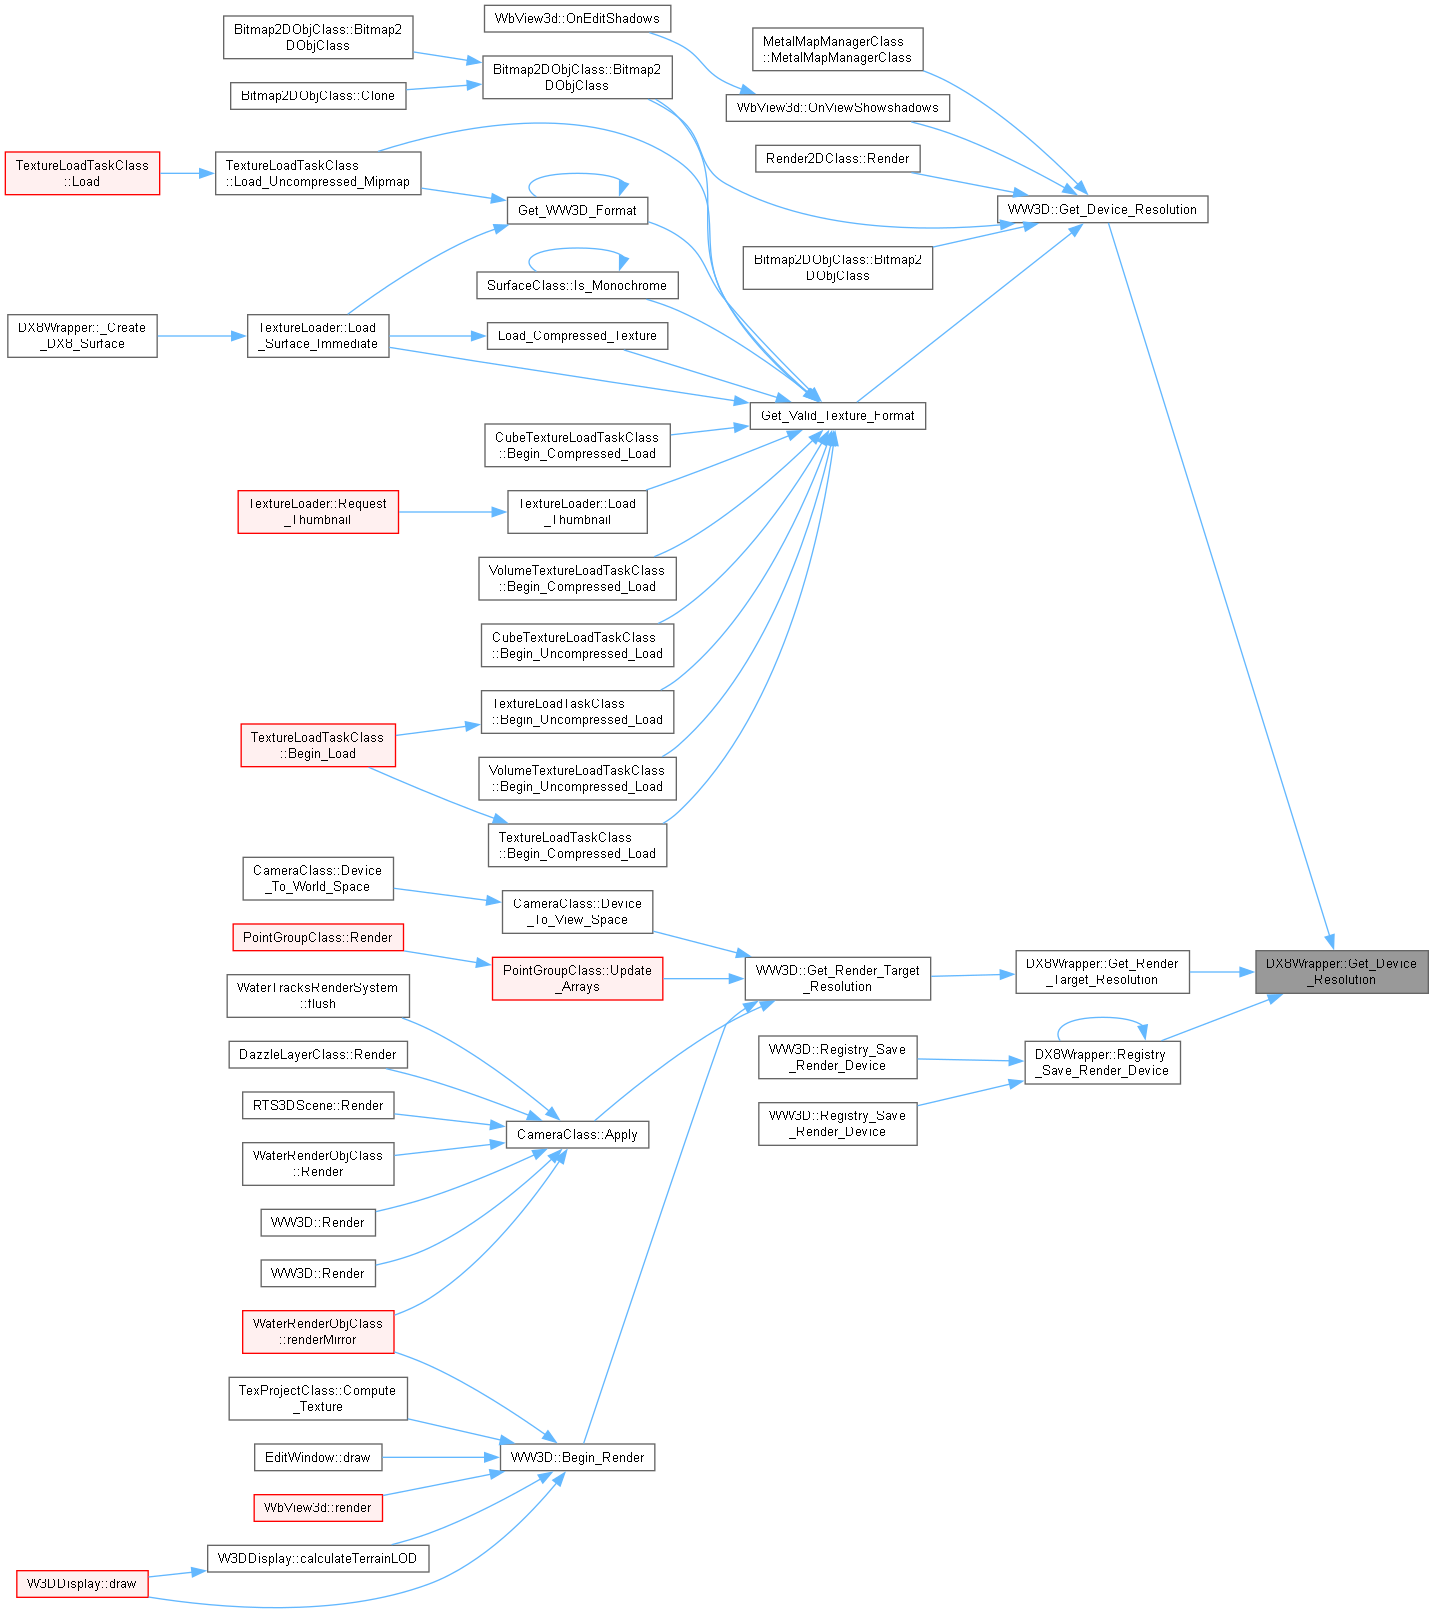 WbView3d::OnEditShadows
Bitmap2DObjClass::Bitmap2
DObjClass
MetalMapManagerClass
::MetalMapManagerClass
Bitmap2DObjClass::Bitmap2
DObjClass
Bitmap2DObjClass::Clone
WbView3d::OnViewShowshadows
TextureLoadTaskClass
::Load
TextureLoadTaskClass
::Load_Uncompressed_Mipmap
Render2DClass::Render
Get_WW3D_Format
WW3D::Get_Device_Resolution
Bitmap2DObjClass::Bitmap2
DObjClass
SurfaceClass::Is_Monochrome
DX8Wrapper::_Create
_DX8_Surface
TextureLoader::Load
_Surface_Immediate
Load_Compressed_Texture
Get_Valid_Texture_Format
CubeTextureLoadTaskClass
::Begin_Compressed_Load
TextureLoader::Request
_Thumbnail
TextureLoader::Load
_Thumbnail
VolumeTextureLoadTaskClass
::Begin_Compressed_Load
CubeTextureLoadTaskClass
::Begin_Uncompressed_Load
TextureLoadTaskClass
::Begin_Uncompressed_Load
TextureLoadTaskClass
::Begin_Load
VolumeTextureLoadTaskClass
::Begin_Uncompressed_Load
TextureLoadTaskClass
::Begin_Compressed_Load
CameraClass::Device
_To_World_Space
CameraClass::Device
_To_View_Space
PointGroupClass::Render
PointGroupClass::Update
_Arrays
WW3D::Get_Render_Target
_Resolution
DX8Wrapper::Get_Render
_Target_Resolution
DX8Wrapper::Get_Device
_Resolution
WaterTracksRenderSystem
::flush
WW3D::Registry_Save
_Render_Device
DX8Wrapper::Registry
_Save_Render_Device
DazzleLayerClass::Render
RTS3DScene::Render
WW3D::Registry_Save
_Render_Device
CameraClass::Apply
WaterRenderObjClass
::Render
WW3D::Render
WW3D::Render
WaterRenderObjClass
::renderMirror
TexProjectClass::Compute
_Texture
EditWindow::draw
WW3D::Begin_Render
WbView3d::render
W3DDisplay::calculateTerrainLOD
W3DDisplay::draw